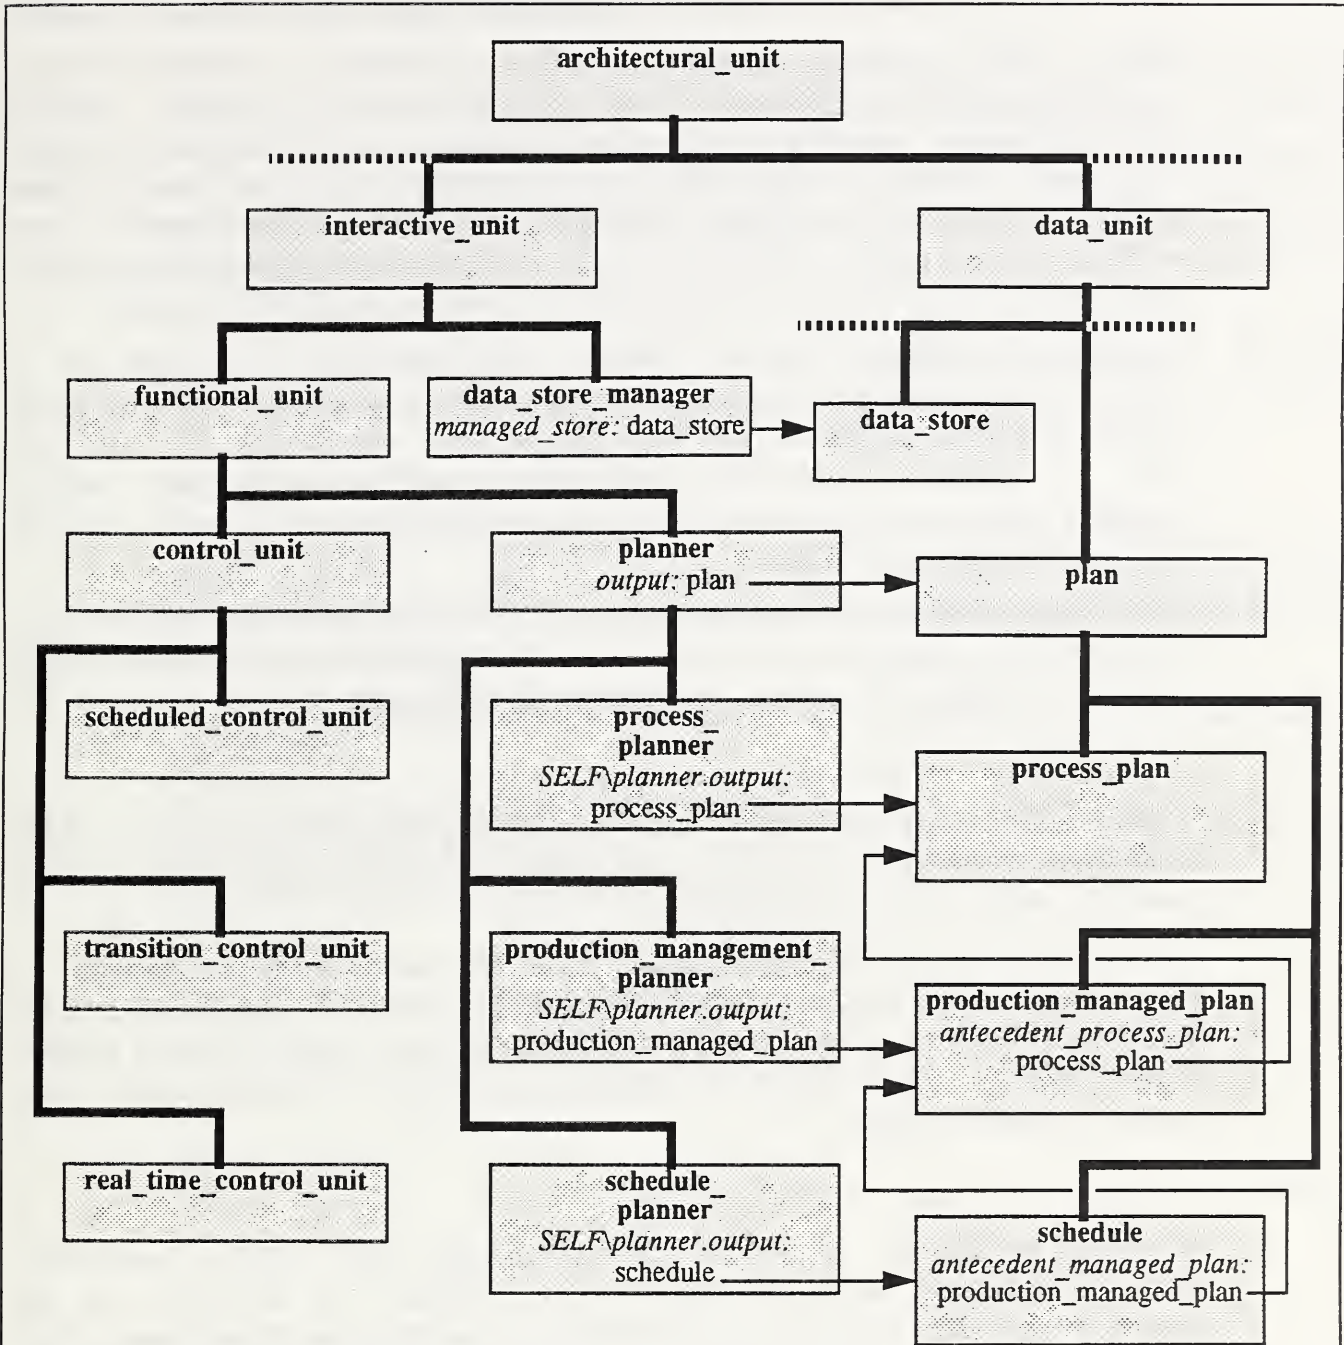 architectural_unit
interactive_unit
data_unit
functional_unit
data_store_manager
managed_store: data_store
data_store
control_unit
planner
output: plan
plan
scheduled_control_unit
process_
planner
SELF\planner.output:
process_plan
process_plan
transition_control_unit
production_management_
planner
SELF\planner.output:
production_managed_plan
production_managed_plan
antecedent_process_plan:
process_plan
real_time_control_unit
schedule_
planner
SELF\planner.output:
schedule
schedule
antecedent_managed_plan:
production_managed_plan